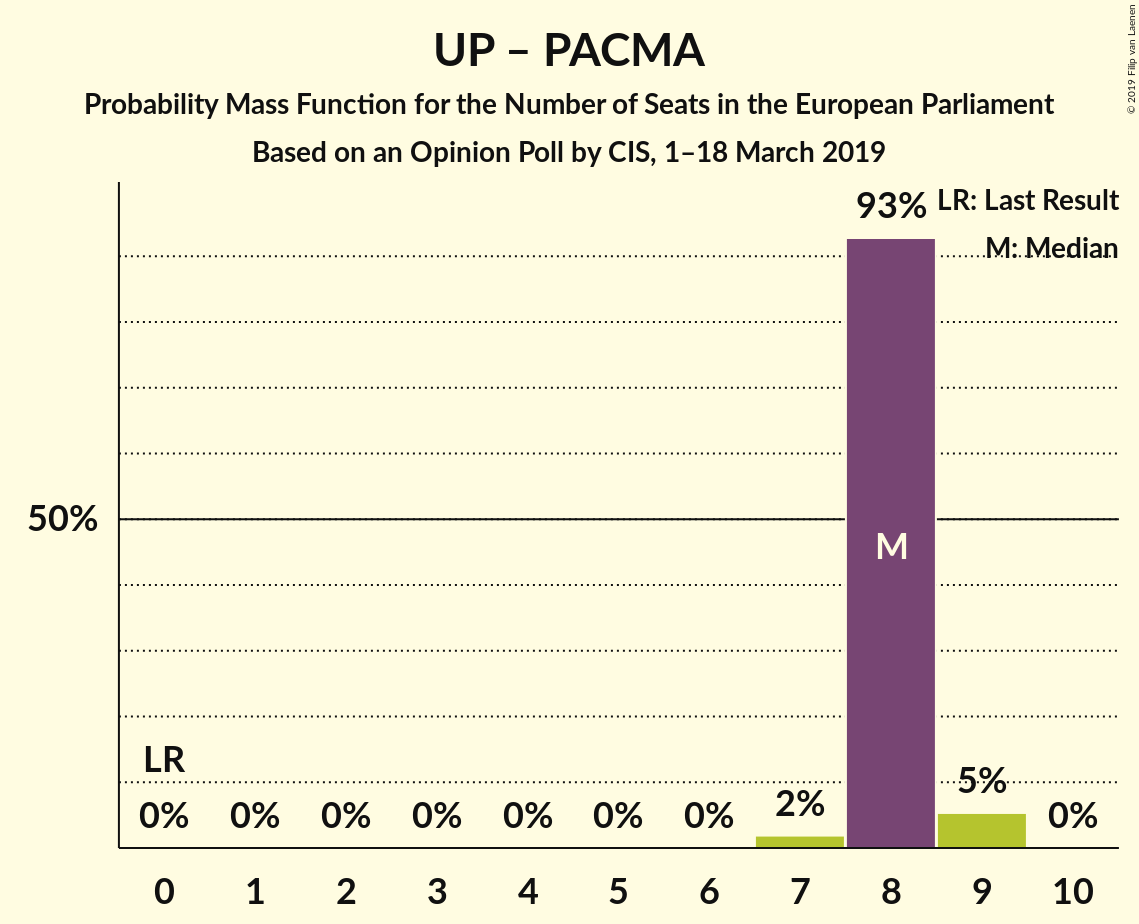 UP – PACMA
Probability Mass Function for the Number of Seats in the European Parliament
Based on an Opinion Poll by CIS, 1–18 March 2019
© 2019 Filip van Laenen
93%
LR: Last Result
M: Median
50%
M
LR
0% 0% 0% 0% 0% 0% 0% 2% 5% 0%
0 1 2 3 4 5 6 7 8 9 10